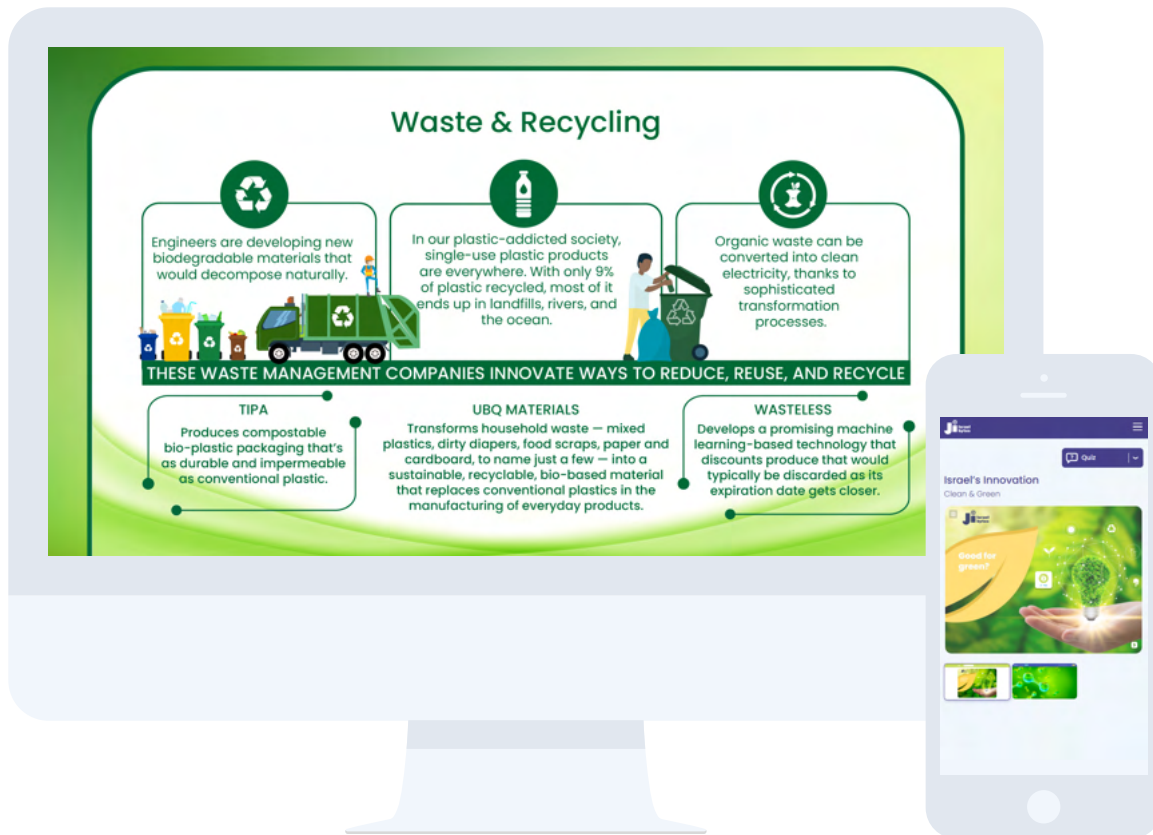 Waste & Recycling
Engineers are developing new
biodegradable materials that
would decompose naturally.
In our plastic-addicted society,
single-use plastic products
are everywhere. With only 9%
of plastic recycled, most of it
ends up in landfills, rivers, and
the ocean.
Organic waste can be
converted into clean
electricity, thanks to
sophisticated
transformation
processes.
THESE WASTE MANAGEMENT COMPANIES INNOVATE WAYS TO REDUCE, REUSE, AND RECYCLE
TIPA
Produces compostable
bio-plastic packaging that's
as durable and impermeable
as conventional plastic.
UBQ MATERIALS
Transforms household waste — mixed
plastics, dirty diapers, food scraps, paper and
cardboard, to name just a few — into a
sustainable, recyclable, bio-based material
that replaces conventional plastics in the
manufacturing of everyday products.
WASTELESS
Develops a promising machine
learning-based technology that
discounts produce that would
typically be discarded as its
expiration date gets closer.
Ji
Quiz
Israel's Innovation
Clean & Green
Ji
Good for
green?